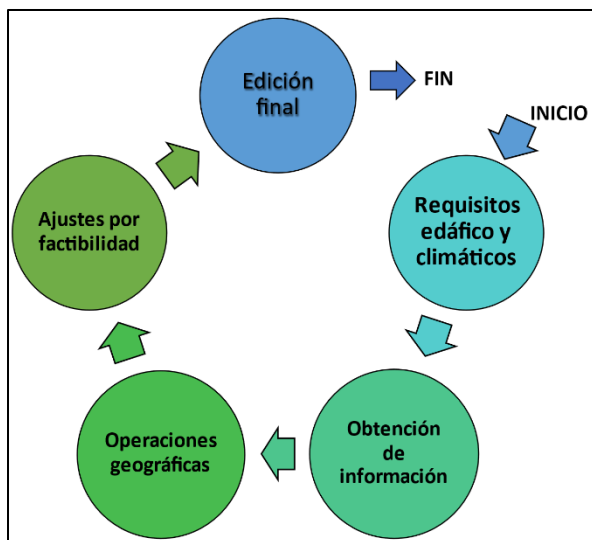 INICIO
Requisitos
edáfico y
climáticos
Obtención
de
información
Operaciones
geográficas
Ajustes por
factibilidad
Edición
final
FIN